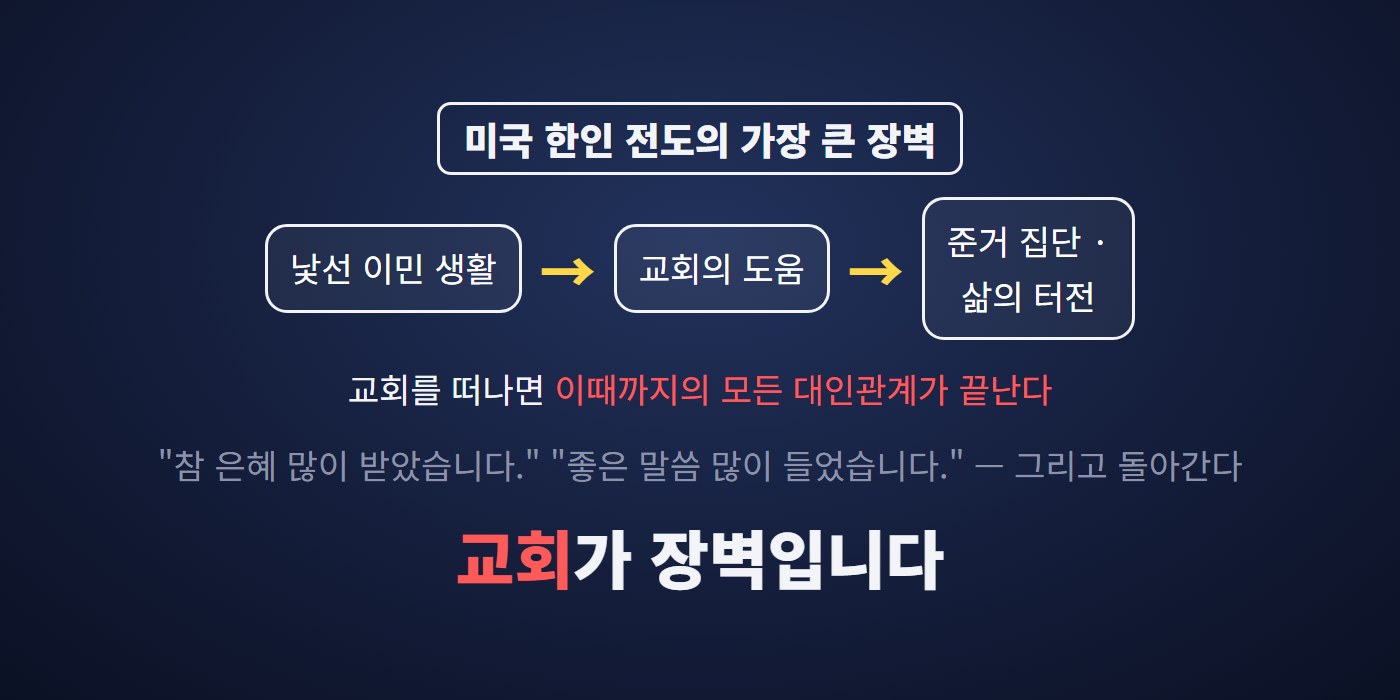 미국 한인 전도의 가장 큰 장벽
낯선 이민 생활 → 교회의 도움 → 준거 집단 ·
삶의 터전
교회를 떠나면 이때까지의 모든 대인관계가 끝난다
"참 은혜 많이 받았습니다." "좋은 말씀 많이 들었습니다." — 그리고 돌아간다
교회가 장벽입니다